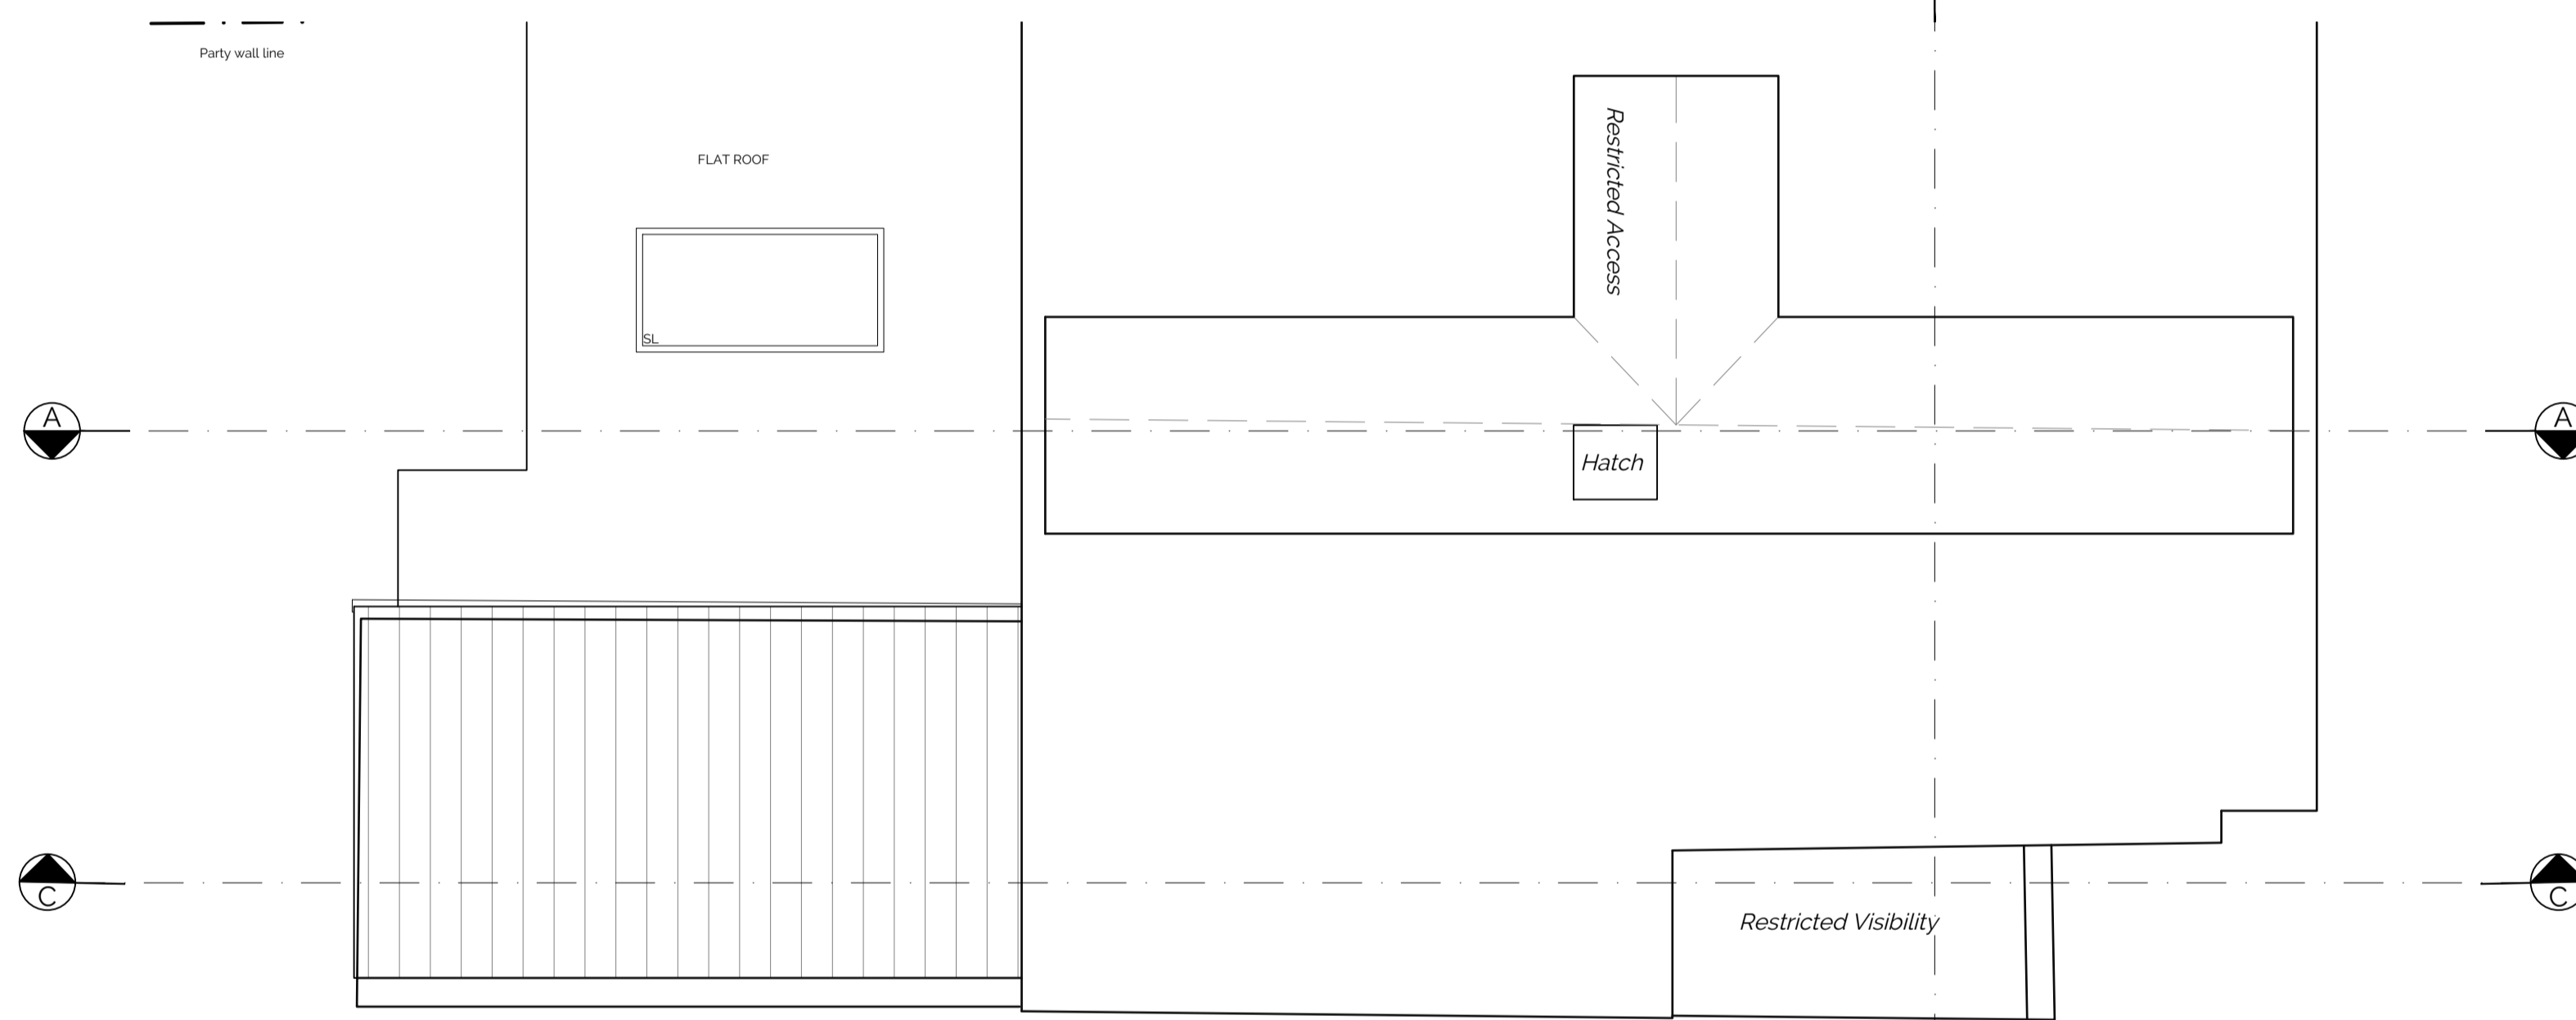 Party wall line
FLAT ROOF
Restricted Access
SL
A
A
Hatch
C
C
Restricted Visibility